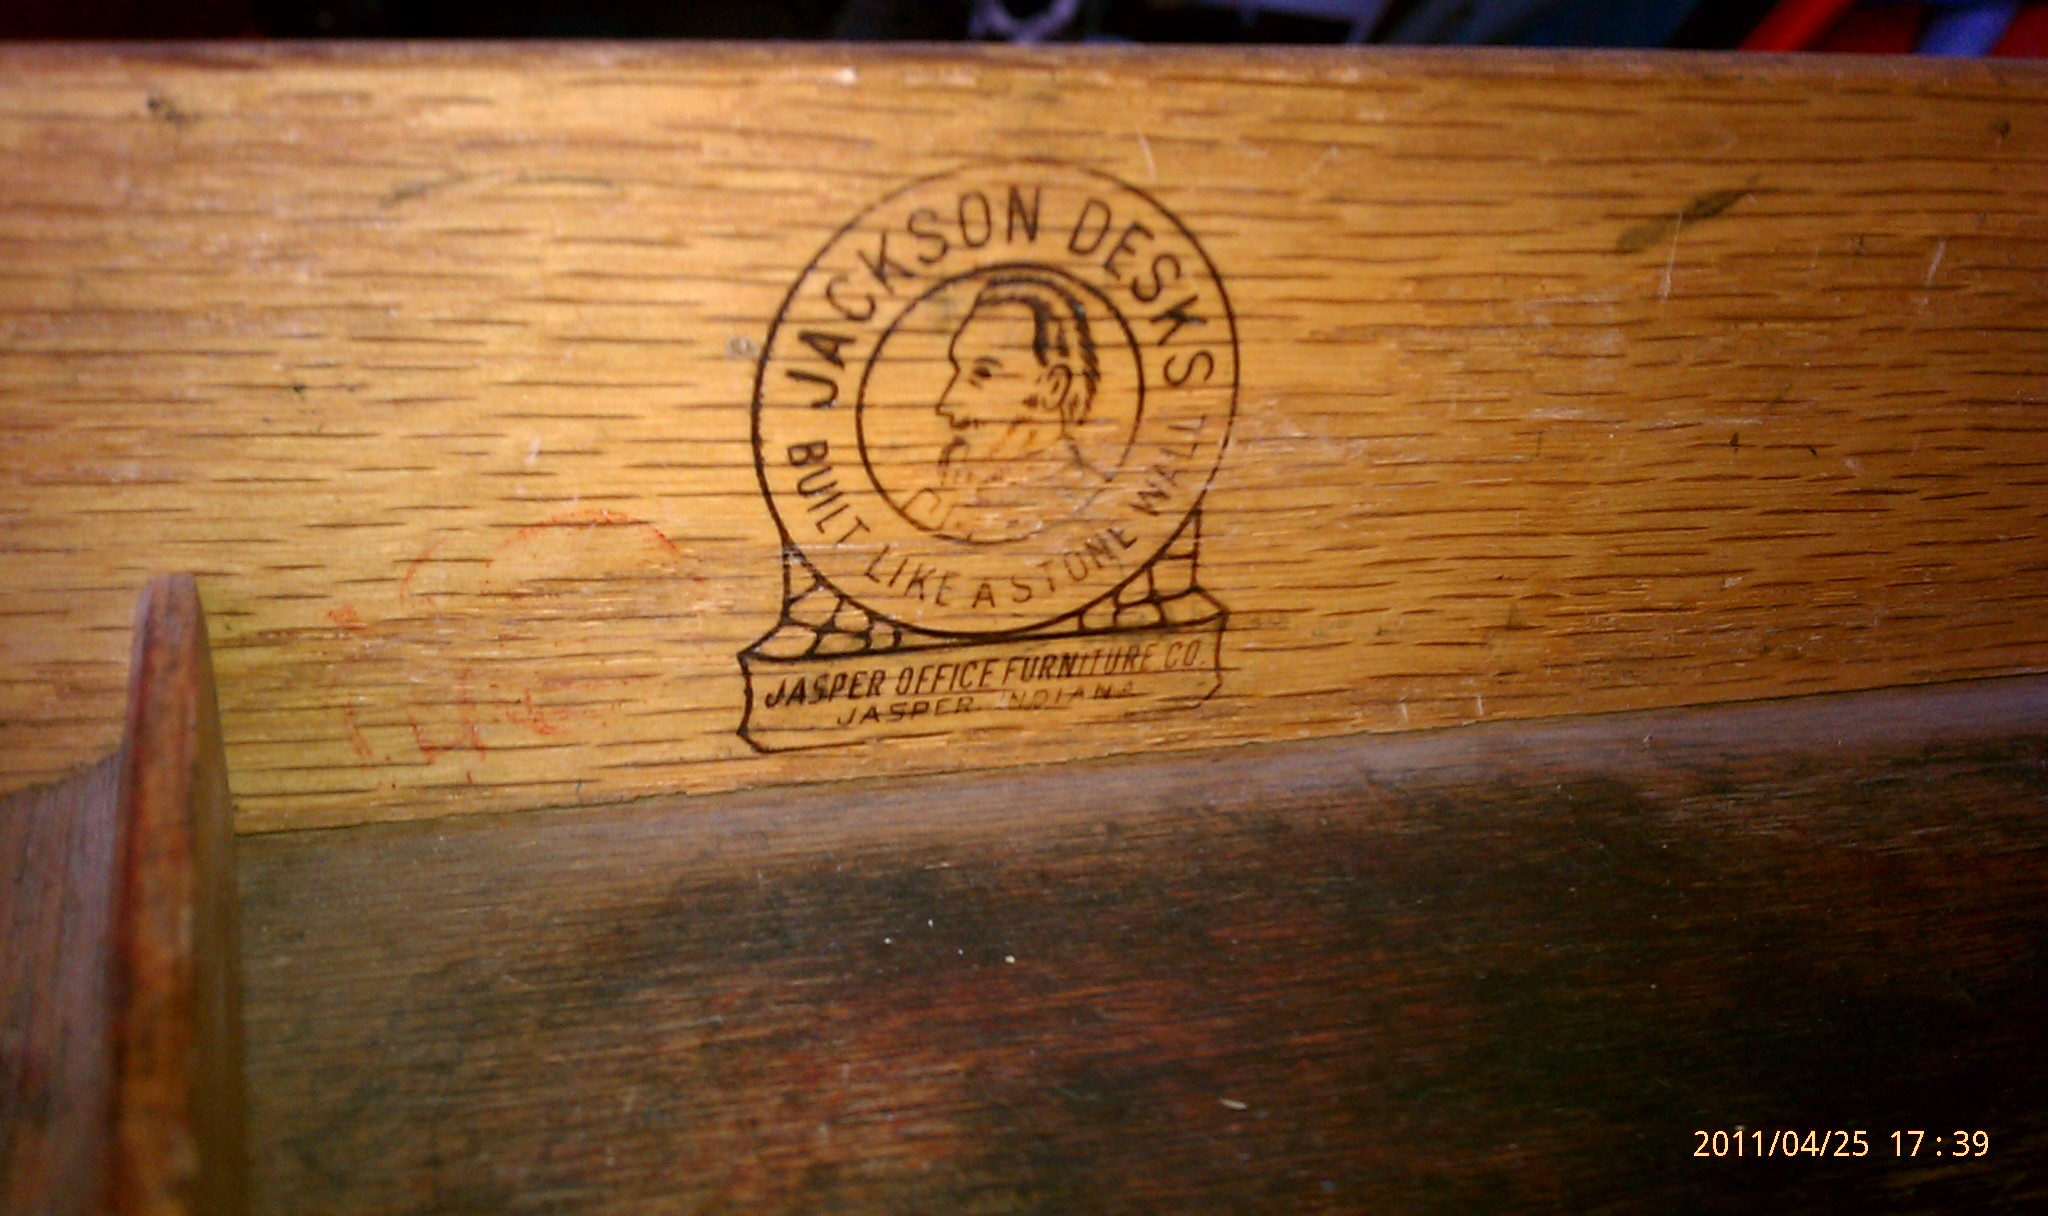 JACKSON DESKS
BUILT LIKE A STONE WALL
JASPER OFFICE FURNITURE CO.
JASPER, INDIANA
2011/04/25 17:39